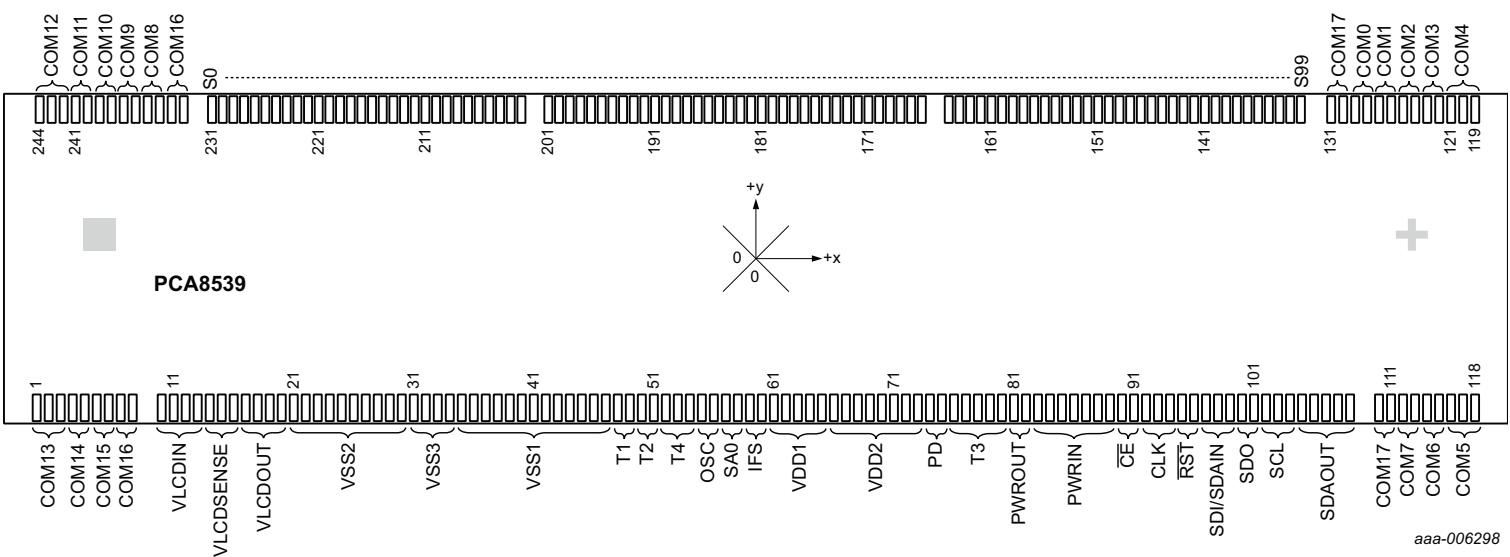 COM12
COM11
COM10
COM9
COM8
COM16
S0
S99
COM17
COM0
COM1
COM2
COM3
COM4
244
241
231
221
211
201
191
181
171
161
151
141
131
121
119
+y
+x
0
0
PCA8539
1
11
21
31
41
51
61
71
81
91
101
111
118
COM13
COM14
COM15
COM16
VLCDIN
VLCDSENSE
VLCDOUT
VSS2
VSS3
VSS1
T1
T2
T4
OSC
SA0
IFS
VDD1
VDD2
PD
T3
PWROUT
PWRIN
CE
CLK
RST
SDI/SDAIN
SDO
SCL
SDAOUT
COM17
COM7
COM6
COM5
aaa-006298